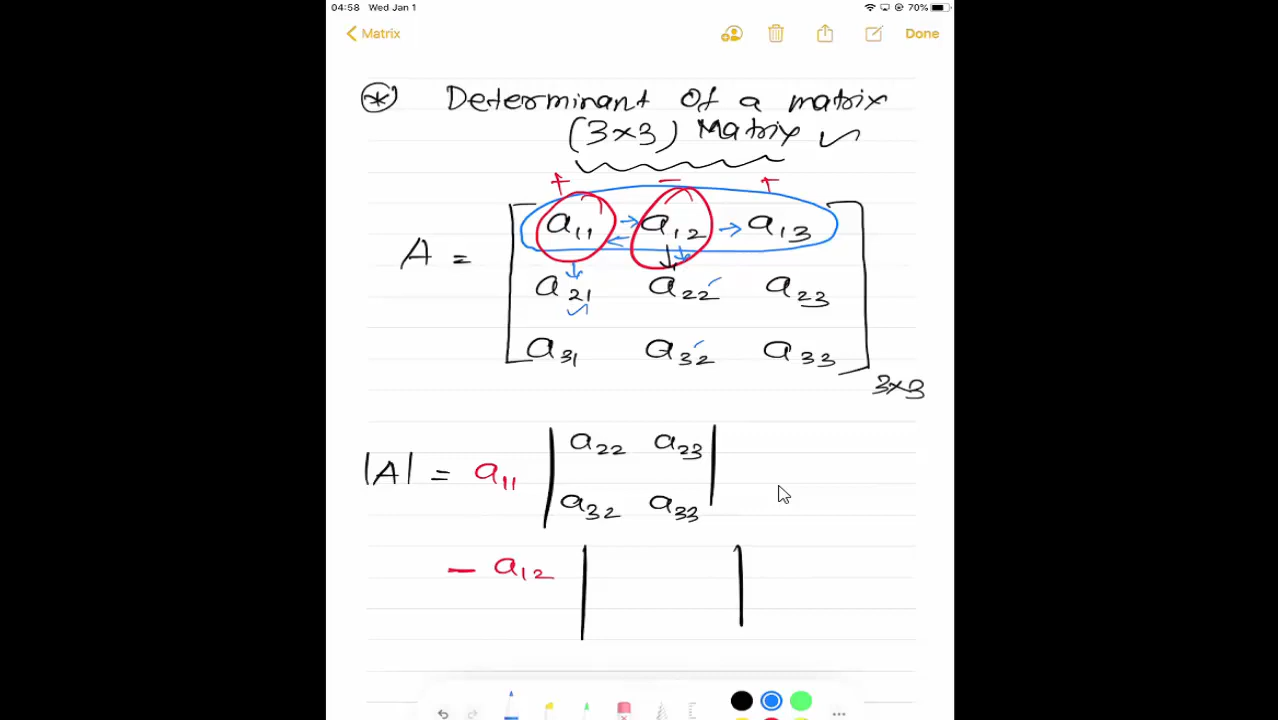 04:58 Wed Jan 1 70%
Matrix Done
* Determinant Of a matrix
(3×3) Matrix
+ − +
a11 a12 a13
A = a21 a22 a23
a31 a32 a33
3×3
a22 a23
|A| = a11
a32 a33
− a12